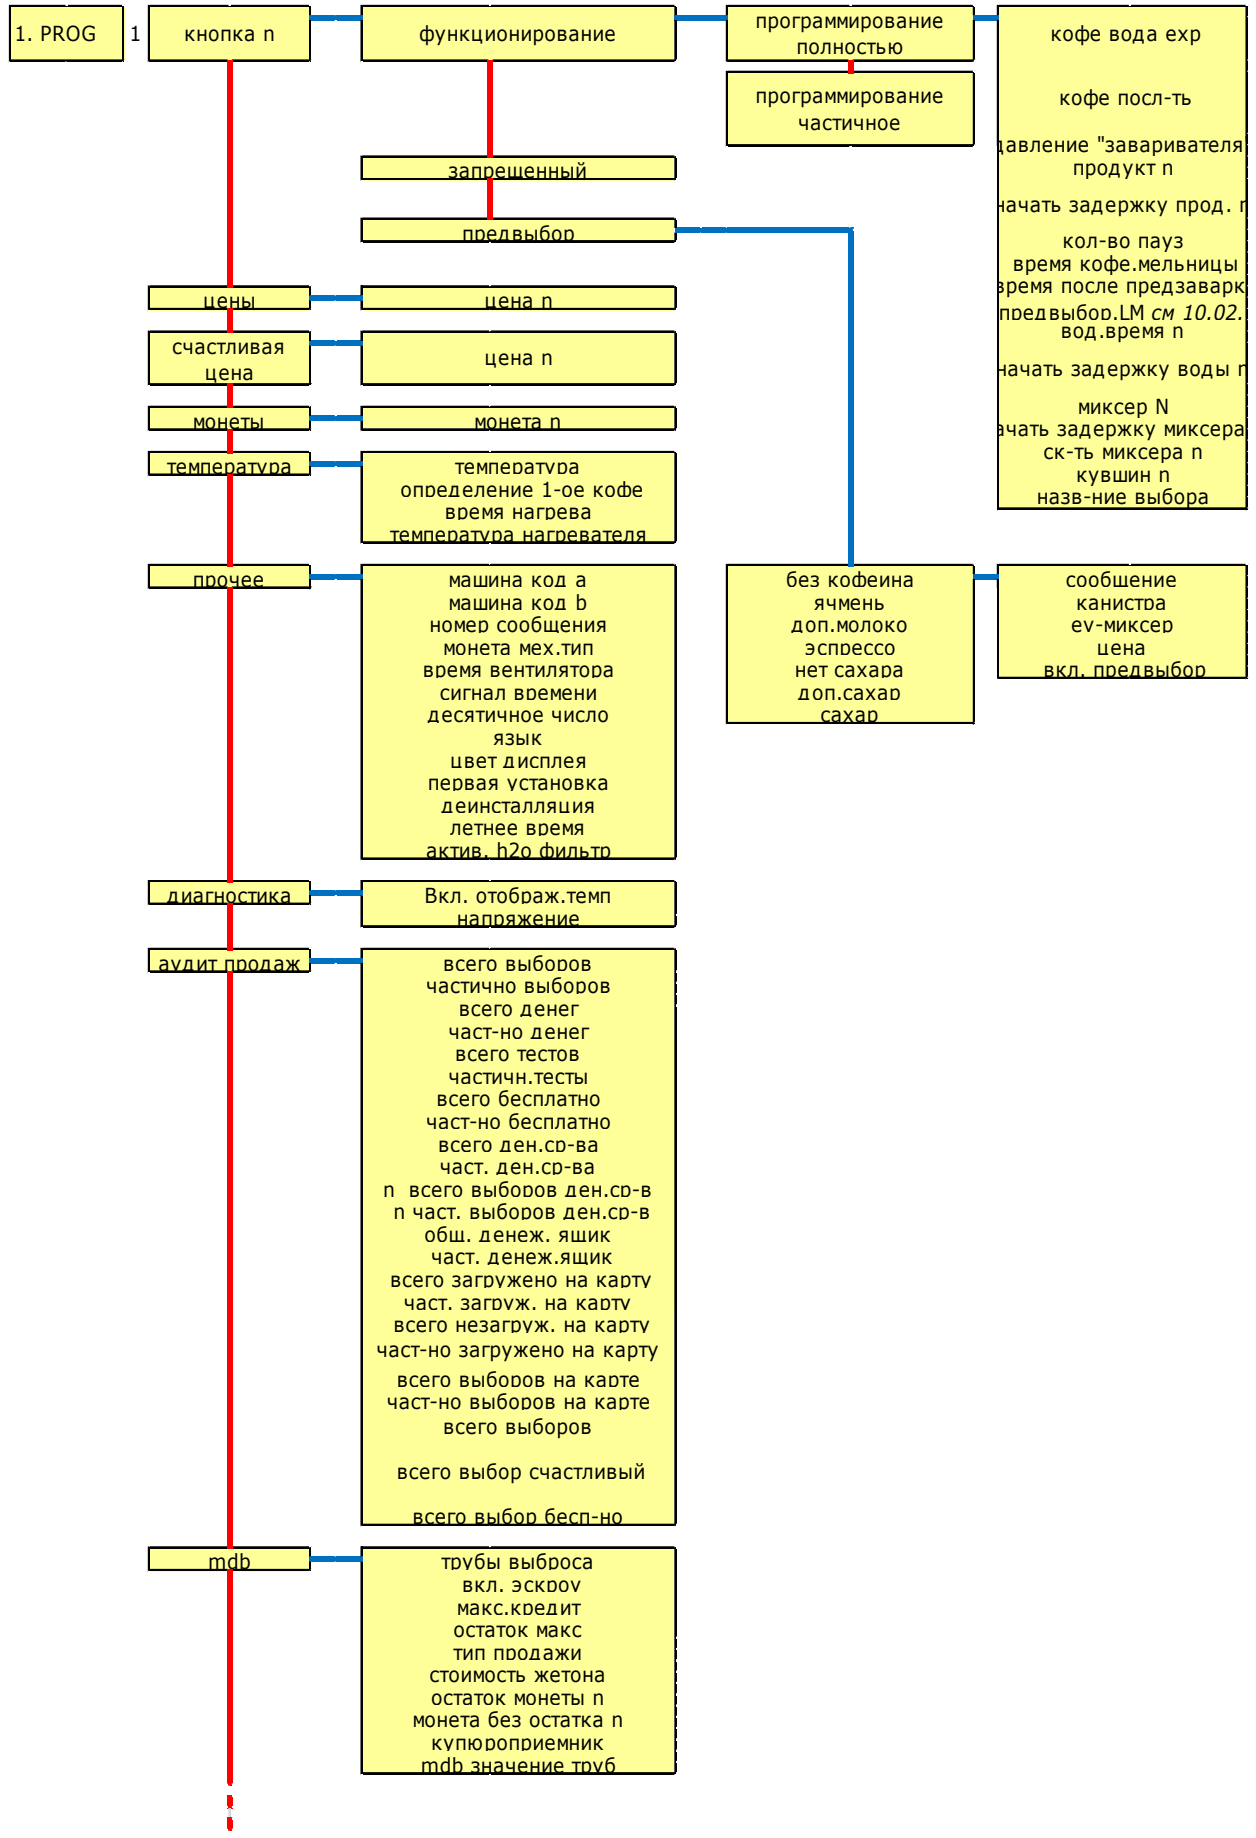 1. PROG
1
кнопка n
функционирование
программирование
полностью
кофе вода exp
программирование
частичное
кофе посл-ть
давление "заваривателя
продукт n
начать задержку прод. n
кол-во пауз
время кофе.мельницы
время после предзаварк
предвыбор.LM см 10.02.
вод.время n
начать задержку воды n
миксер N
ачать задержку миксера
ск-ть миксера n
кувшин n
назв-ние выбора
запрещенный
предвыбор
цены
цена n
счастливая
цена
цена n
монеты
монета n
температура
температура
определение 1-ое кофе
время нагрева
температура нагревателя
прочее
машина код a
машина код b
номер сообщения
монета мех.тип
время вентилятора
сигнал времени
десятичное число
язык
цвет дисплея
первая установка
деинсталляция
летнее время
актив. h2o фильтр
без кофеина
ячмень
доп.молоко
эспрессо
нет сахара
доп.сахар
сахар
сообщение
канистра
ev-миксер
цена
вкл. предвыбор
диагностика
Вкл. отображ.темп
напряжение
аудит продаж
всего выборов
частично выборов
всего денег
част-но денег
всего тестов
частичн.тесты
всего бесплатно
част-но бесплатно
всего ден.ср-ва
част. ден.ср-ва
n всего выборов ден.ср-в
n част. выборов ден.ср-в
общ. денеж. ящик
част. денеж.ящик
всего загружено на карту
част. загруж. на карту
всего незагруж. на карту
част-но загружено на карту
всего выборов на карте
част-но выборов на карте
всего выборов
всего выбор счастливый
всего выбор бесп-но
mdb
трубы выброса
вкл. эскроу
макс.кредит
остаток макс
тип продажи
стоимость жетона
остаток монеты n
монета без остатка n
купюроприемник
mdb значение труб